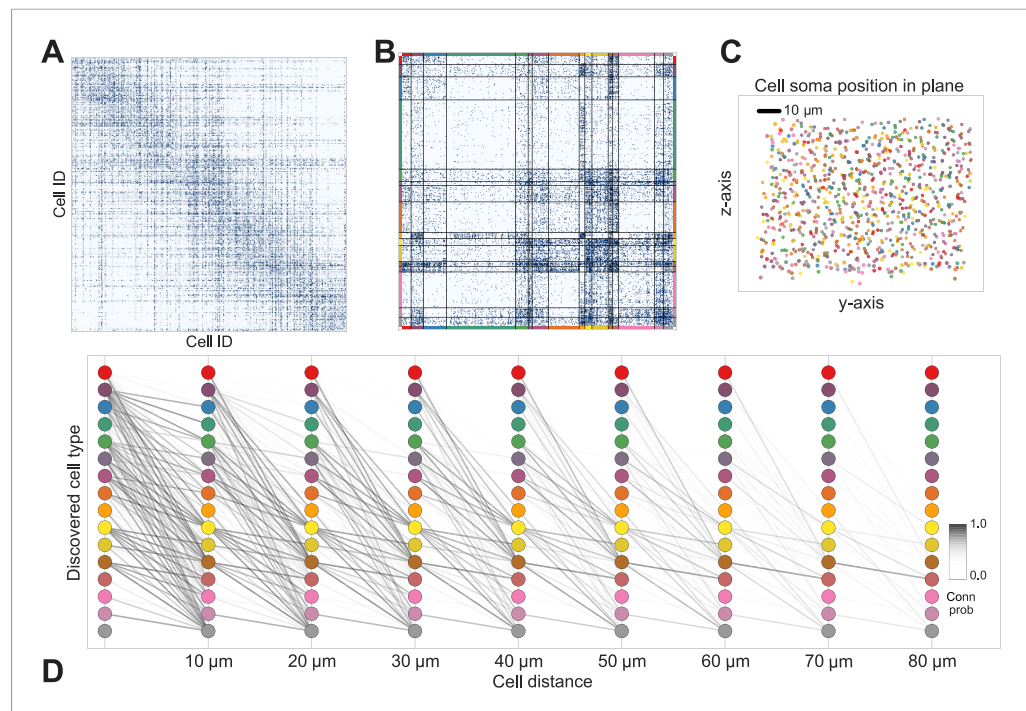 A
B
C
Cell ID
Cell ID
Cell soma position in plane
10 µm
z-axis
y-axis
Discovered cell type
1.0
0.0
Conn
prob
10 µm 20 µm 30 µm 40 µm 50 µm 60 µm 70 µm 80 µm
D
Cell distance